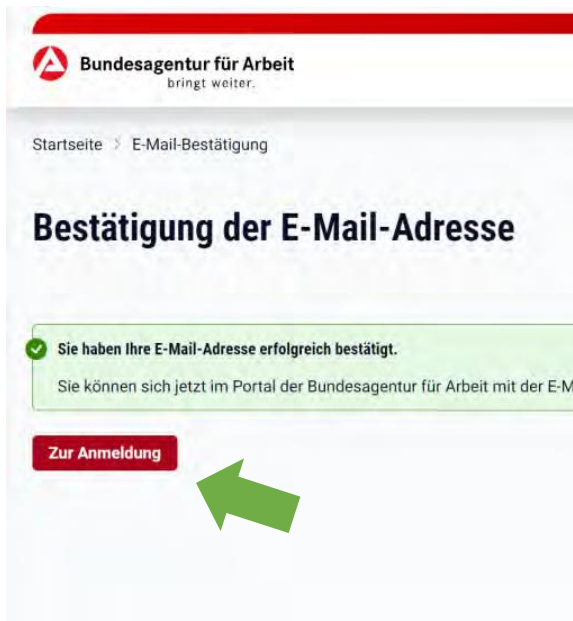 Bundesagentur für Arbeit
bringt weiter.
Startseite > E-Mail-Bestätigung
Bestätigung der E-Mail-Adresse
Sie haben Ihre E-Mail-Adresse erfolgreich bestätigt.
Sie können sich jetzt im Portal der Bundesagentur für Arbeit mit der E-M
Zur Anmeldung